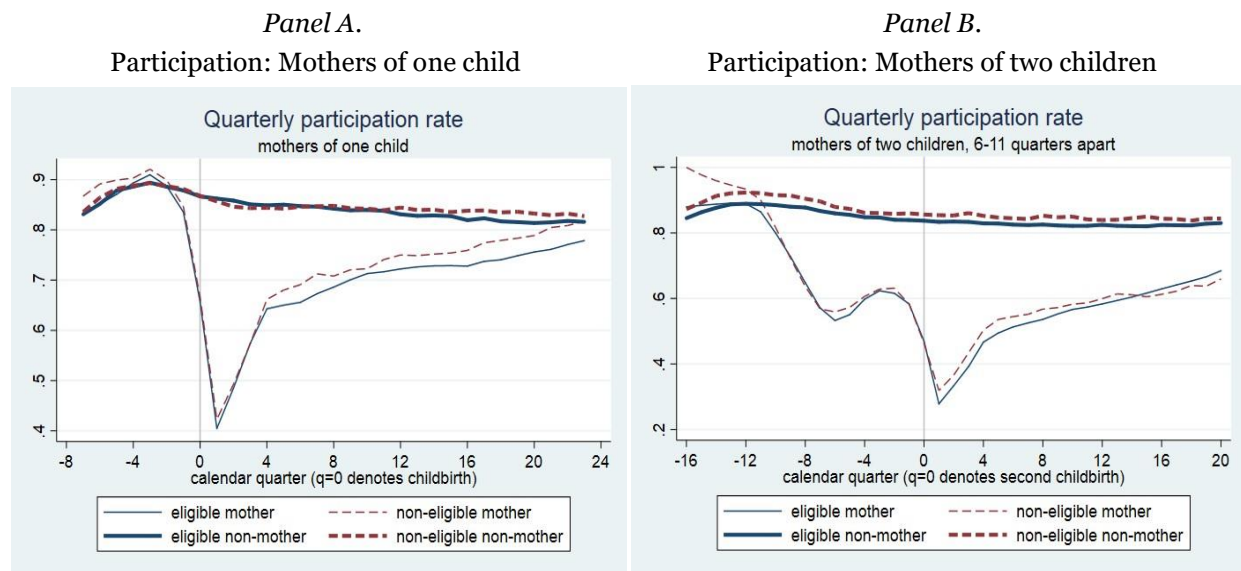 Panel A.
Participation: Mothers of one child
Quarterly participation rate
mothers of one child
.9
.8
.7
.6
.5
.4
-8 -4 0 4 8 12 16 20 24
calendar quarter (q=0 denotes childbirth)
eligible mother non-eligible mother
eligible non-mother non-eligible non-mother
Panel B.
Participation: Mothers of two children
Quarterly participation rate
mothers of two children, 6-11 quarters apart
1
.8
.6
.4
.2
-16 -12 -8 -4 0 4 8 12 16 20
calendar quarter (q=0 denotes second childbirth)
eligible mother non-eligible mother
eligible non-mother non-eligible non-mother